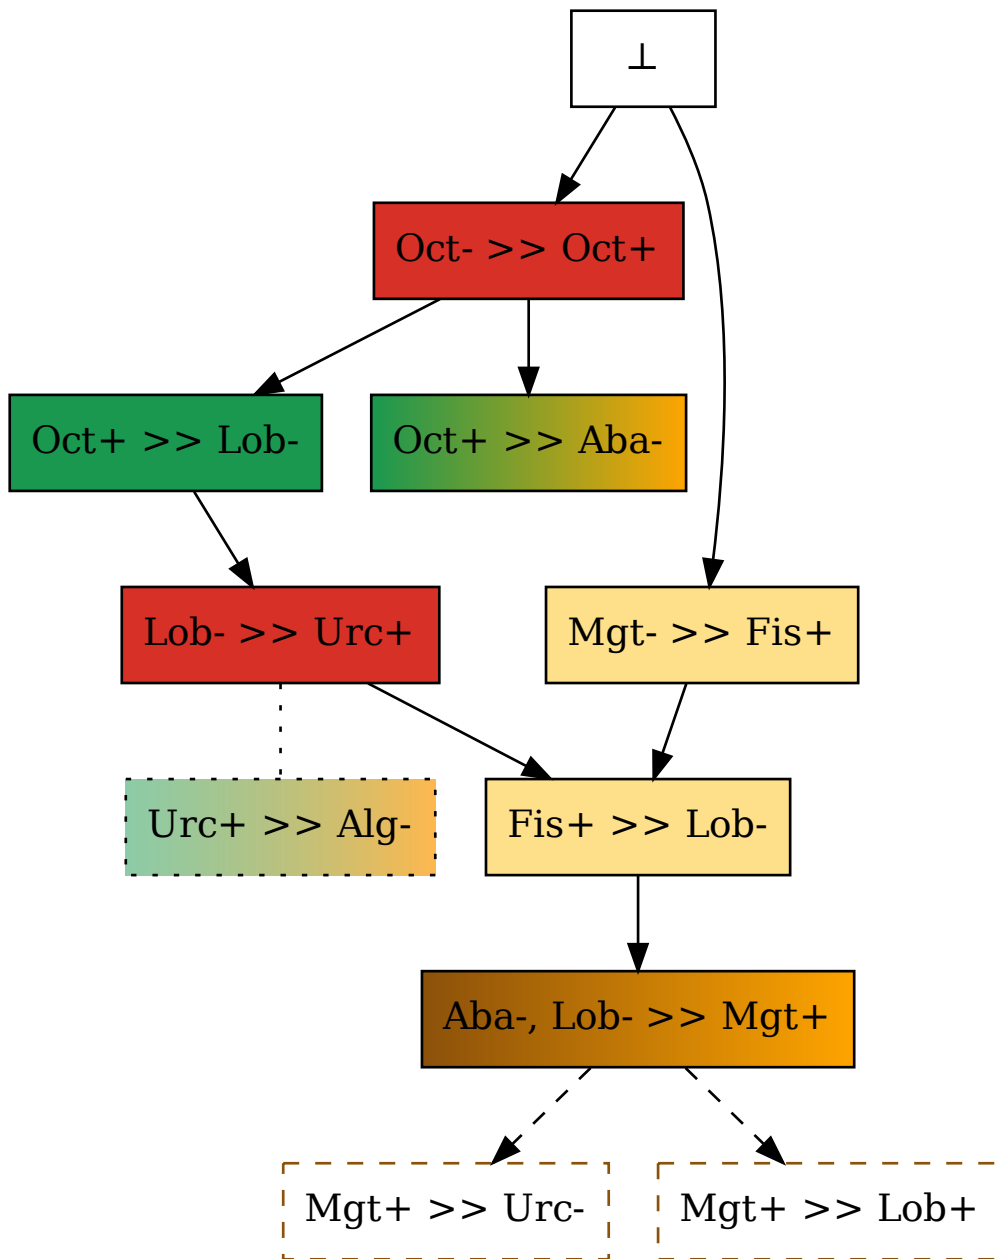 ⊥
Oct- >> Oct+
Oct+ >> Lob-
Oct+ >> Aba-
Lob- >> Urc+
Mgt- >> Fis+
Urc+ >> Alg-
Fis+ >> Lob-
Aba-, Lob- >> Mgt+
Mgt+ >> Urc-
Mgt+ >> Lob+